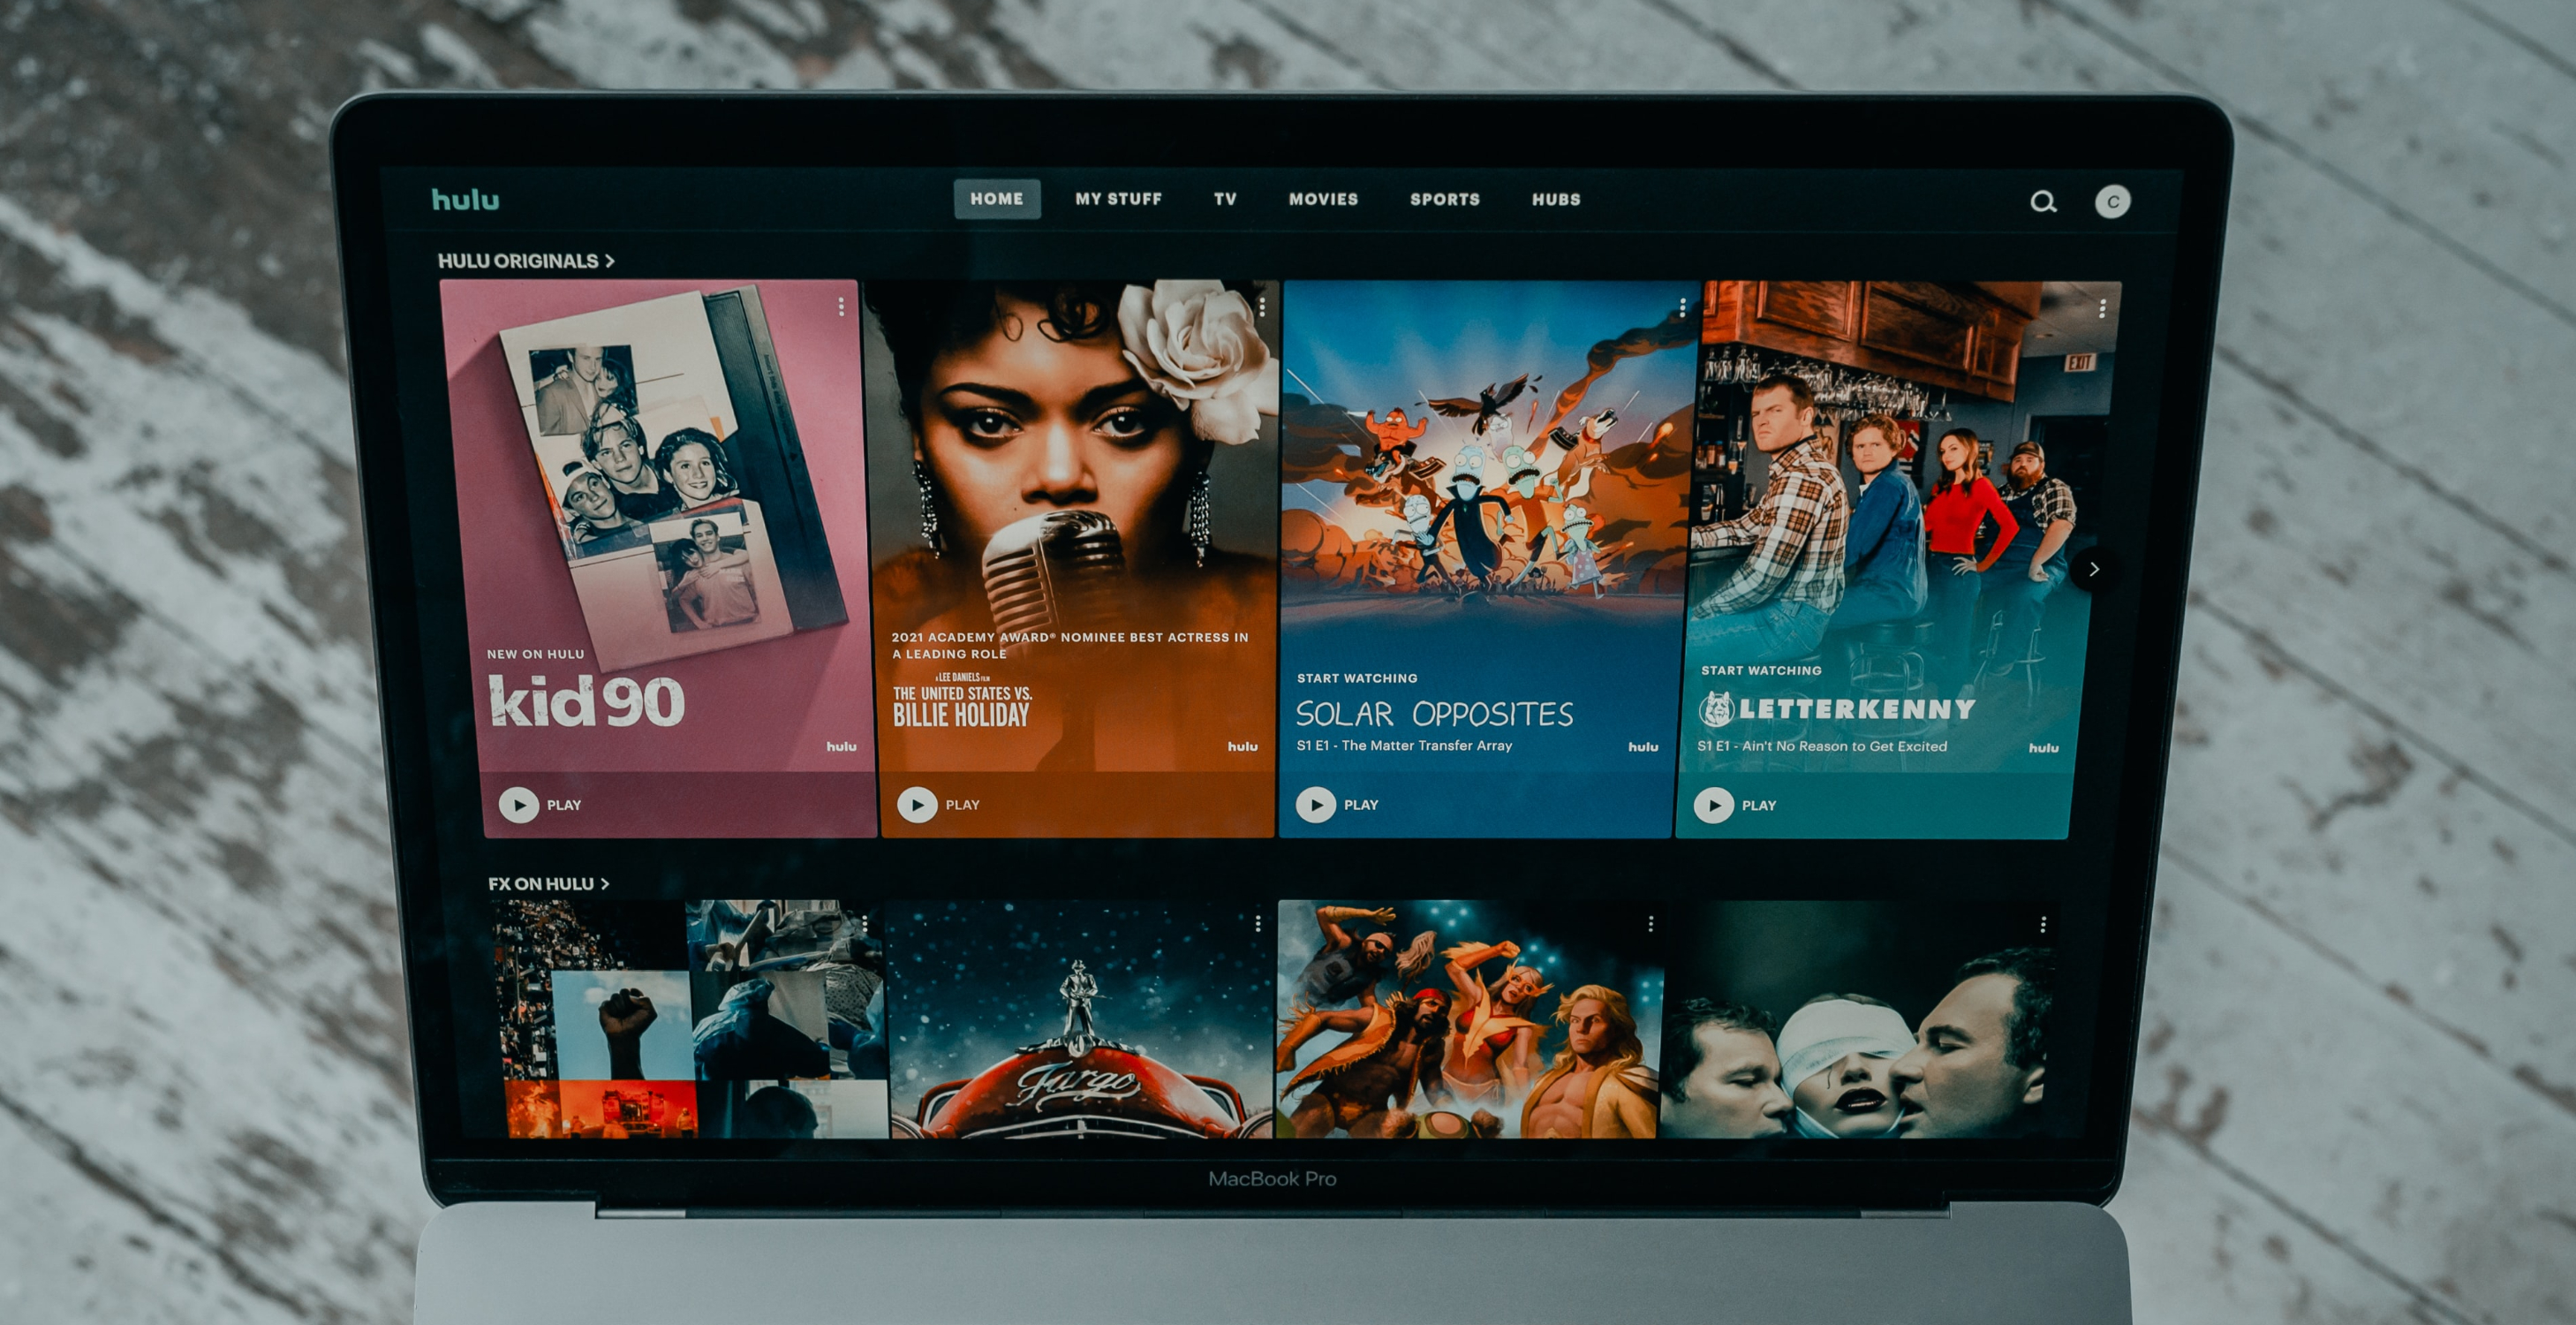 hulu
HOME MY STUFF TV MOVIES SPORTS HUBS
C
HULU ORIGINALS >
EXIT
NEW ON HULU
kid 90
hulu
PLAY
2021 ACADEMY AWARD® NOMINEE BEST ACTRESS IN
A LEADING ROLE
A LEE DANIELS FILM
THE UNITED STATES VS.
BILLIE HOLIDAY
hulu
PLAY
START WATCHING
SOLAR OPPOSITES
S1 E1 - The Matter Transfer Array
hulu
PLAY
START WATCHING
LETTERKENNY
S1 E1 - Ain't No Reason to Get Excited
hulu
PLAY
FX ON HULU >
Fargo
MacBook Pro